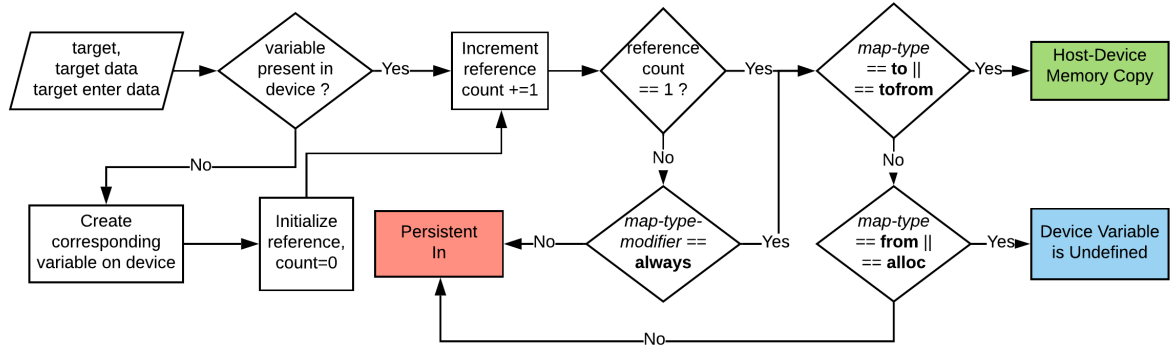 target,
target data
target enter data
variable
present in
device ?
Yes
Increment
reference
count +=1
reference
count
== 1 ?
Yes
map-type
== to ||
== tofrom
Yes
Host-Device
Memory Copy
No
No
No
Create
corresponding
variable on device
Initialize
reference,
count=0
Persistent
In
No
map-type-
modifier ==
always
Yes
map-type
== from ||
== alloc
Yes
Device Variable
is Undefined
No